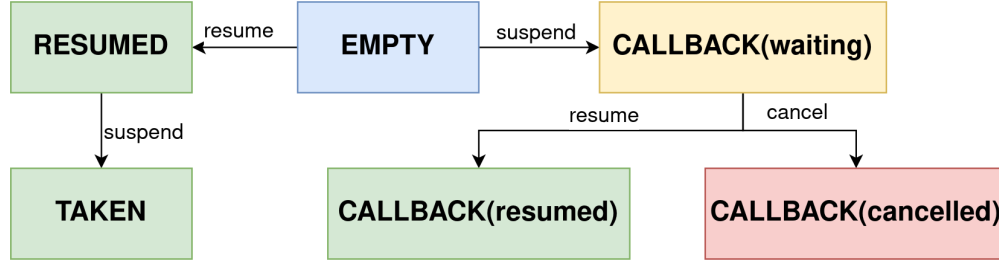 RESUMED
resume
EMPTY
suspend
CALLBACK(waiting)
suspend
resume
cancel
TAKEN
CALLBACK(resumed)
CALLBACK(cancelled)